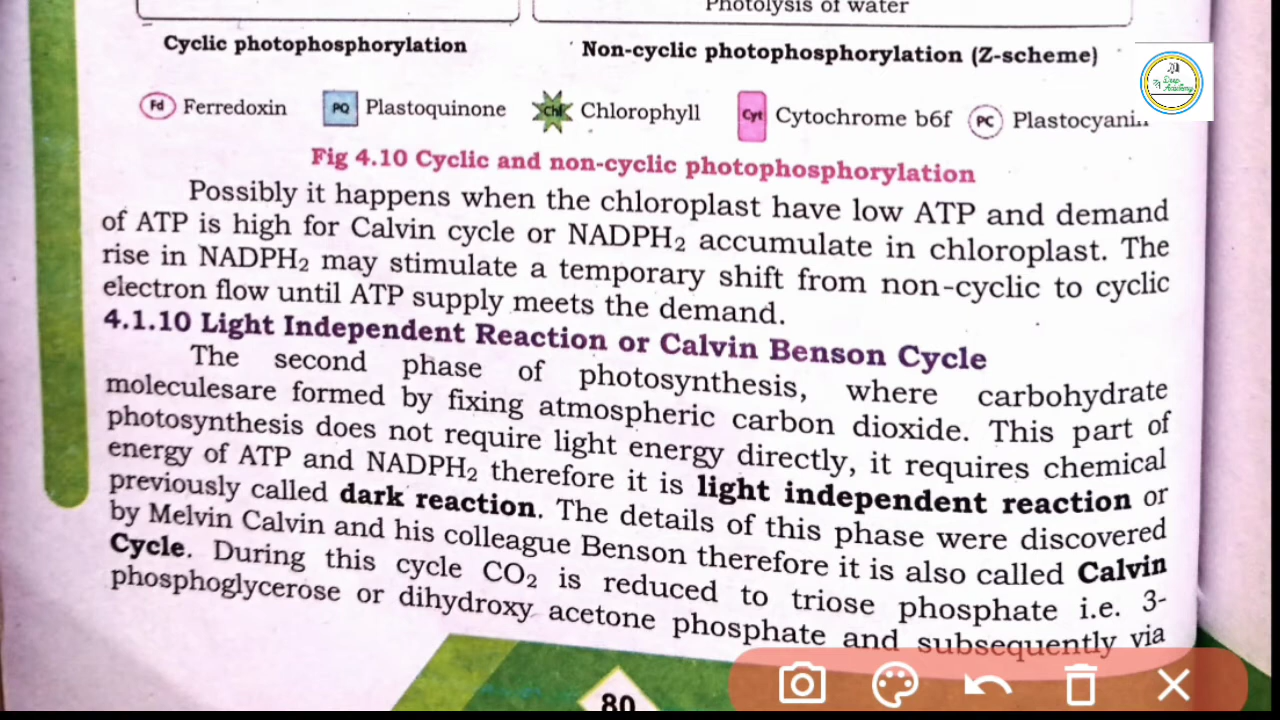 Photolysis of water
Cyclic photophosphorylation
Non-cyclic photophosphorylation (Z-scheme)
Fd Ferredoxin PQ Plastoquinone Chl Chlorophyll Cyt Cytochrome b6f PC Plastocyanin
Deep Academy
Fig 4.10 Cyclic and non-cyclic photophosphorylation
Possibly it happens when the chloroplast have low ATP and demand
of ATP is high for Calvin cycle or NADPH₂ accumulate in chloroplast. The
rise in NADPH₂ may stimulate a temporary shift from non-cyclic to cyclic
electron flow until ATP supply meets the demand.
4.1.10 Light Independent Reaction or Calvin Benson Cycle
The second phase of photosynthesis, where carbohydrate
moleculesare formed by fixing atmospheric carbon dioxide. This part of
photosynthesis does not require light energy directly, it requires chemical
energy of ATP and NADPH₂ therefore it is light independent reaction or
previously called dark reaction. The details of this phase were discovered
by Melvin Calvin and his colleague Benson therefore it is also called Calvin
Cycle. During this cycle CO₂ is reduced to triose phosphate i.e. 3-
phosphoglycerose or dihydroxy acetone phosphate and subsequently via
80